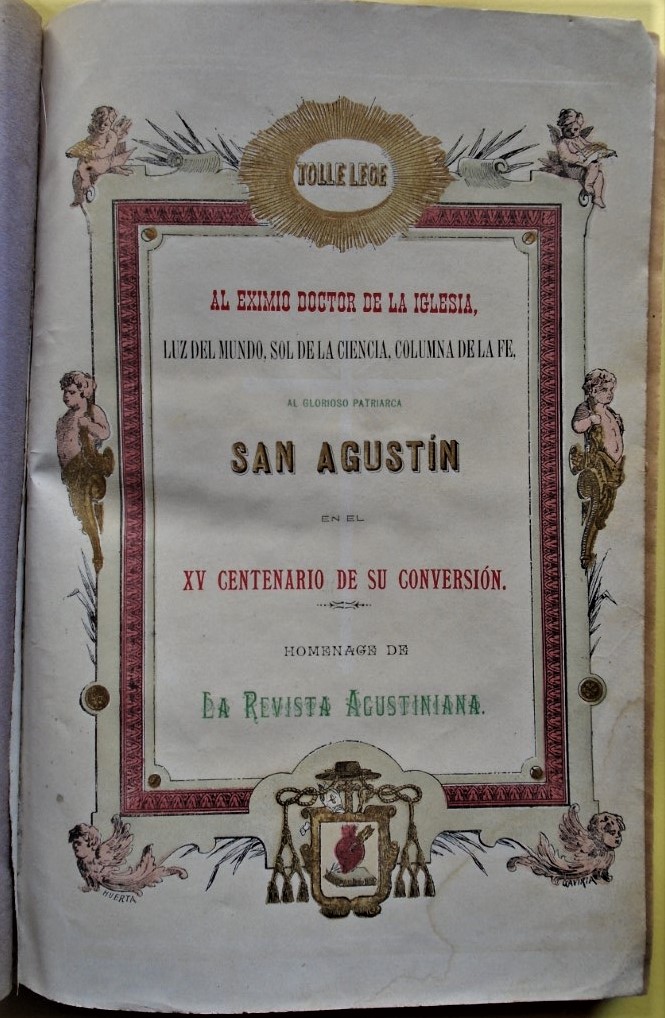 TOLLE LEGE
AL EXIMIO DOCTOR DE LA IGLESIA,
LUZ DEL MUNDO, SOL DE LA CIENCIA, COLUMNA DE LA FE,
AL GLORIOSO PATRIARCA
SAN AGUSTÍN
EN EL
XV CENTENARIO DE SU CONVERSIÓN.
HOMENAGE DE
LA REVISTA AGUSTINIANA.
HUERTA
GAVIRIA